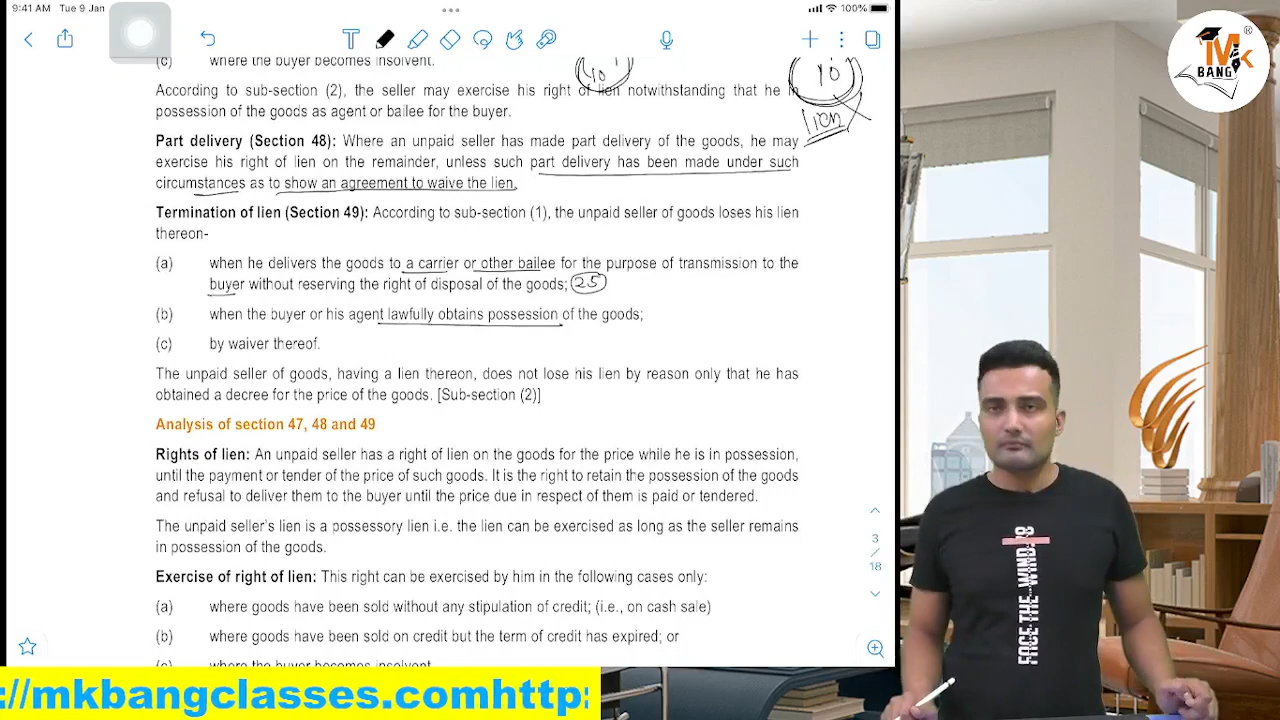 9:41 AM Tue 9 Jan
100%
(c) where the buyer becomes insolvent.
10
10
According to sub-section (2), the seller may exercise his right of lien notwithstanding that he in
possession of the goods as agent or bailee for the buyer.
lien
Part delivery (Section 48): Where an unpaid seller has made part delivery of the goods, he may
exercise his right of lien on the remainder, unless such part delivery has been made under such
circumstances as to show an agreement to waive the lien.
Termination of lien (Section 49): According to sub-section (1), the unpaid seller of goods loses his lien
thereon-
(a) when he delivers the goods to a carrier or other bailee for the purpose of transmission to the
buyer without reserving the right of disposal of the goods; 25
(b) when the buyer or his agent lawfully obtains possession of the goods;
(c) by waiver thereof.
The unpaid seller of goods having a lien thereon, does not lose his lien by reason only that he has
obtained a decree for the price of the goods. [Sub-section (2)]
Analysis of section 47, 48 and 49
Rights of lien: An unpaid seller has a right of lien on the goods for the price while he is in possession,
until the payment or tender of the price of such goods. It is the right to retain the possession of the goods
and refusal to deliver them to the buyer until the price due in respect of them is paid or tendered.
The unpaid seller's lien is a possessory lien i.e. the lien can be exercised as long as the seller remains
in possession of the goods.
Exercise of right of lien: This right can be exercised by him in the following cases only:
(a) where goods have been sold without any stipulation of credit; (i.e., on cash sale)
(b) where goods have been sold on credit but the term of credit has expired; or
(c) where the buyer becomes insolvent.
3
/
18
MK
BANG
®
FACE THE WIND
://mkbangclasses.comhttp: